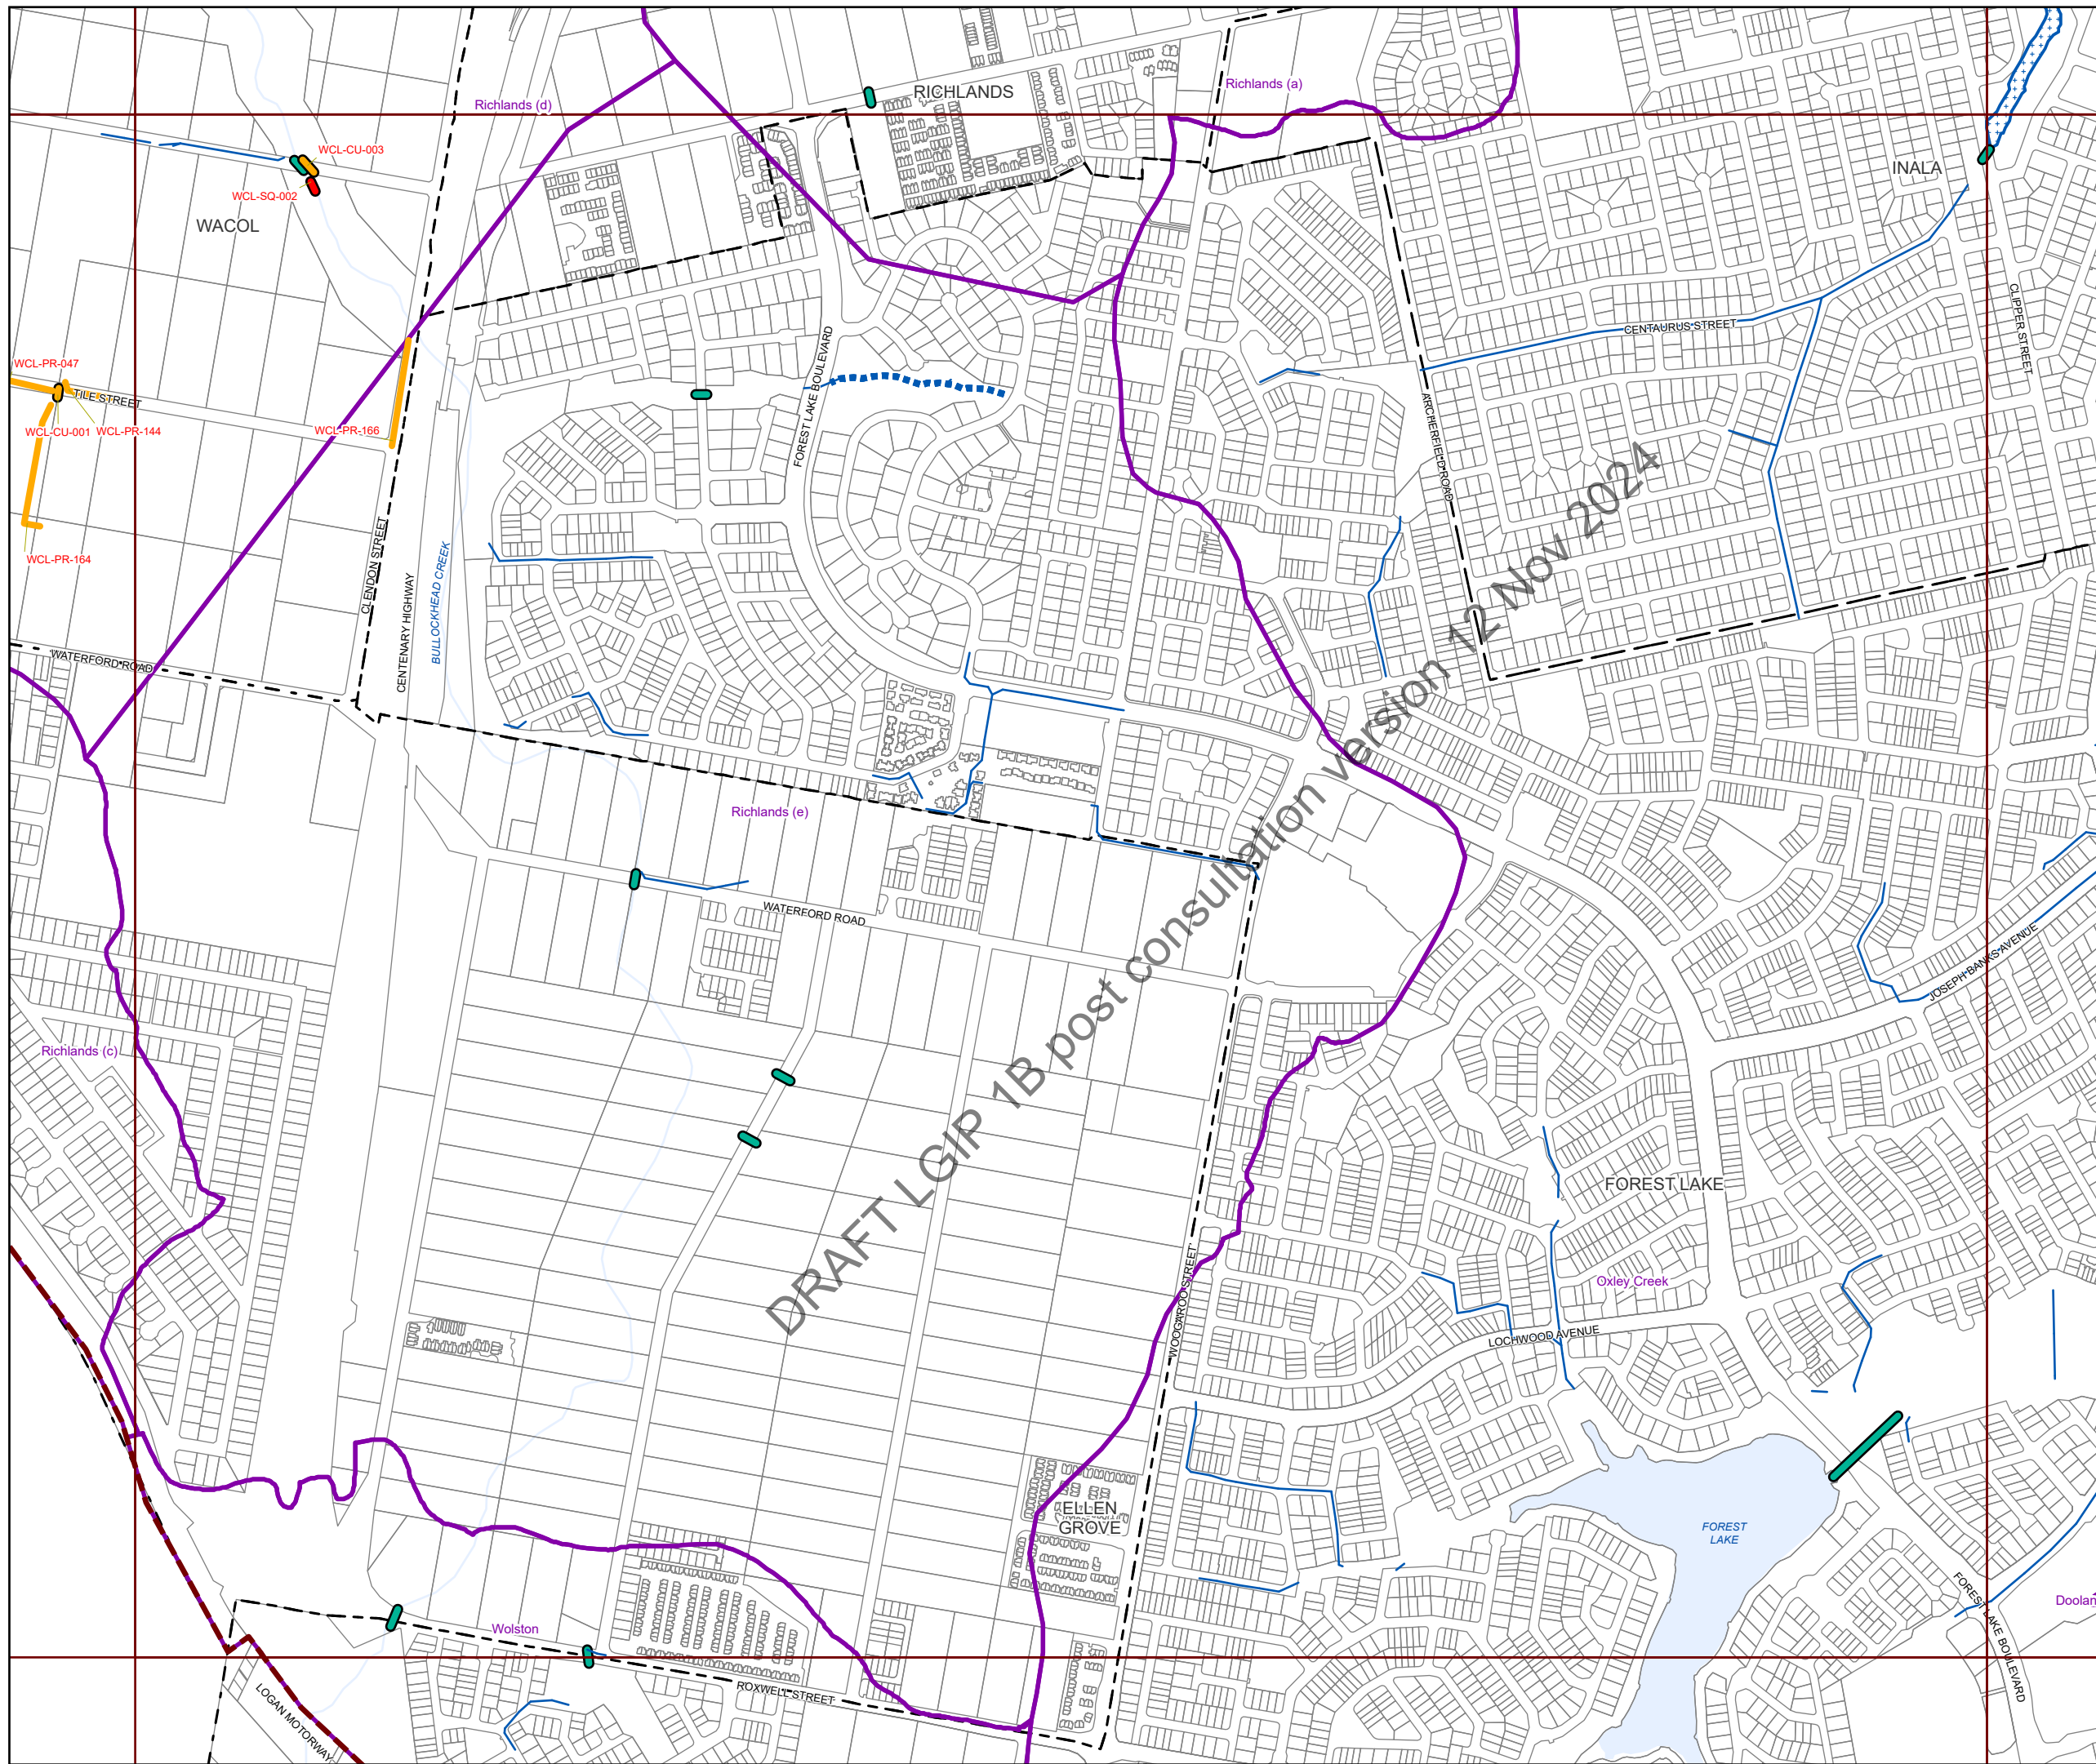 RICHLANDS
Richlands (a)
Richlands (d)
WCL-CU-003
INALA
WCL-SQ-002
WACOL
CLIPPER STREET
CENTAURUS STREET
FOREST LAKE BOULEVARD
WCL-PR-047
TILE STREET
WCL-CU-001
WCL-PR-144
WCL-PR-166
ARCHERFIELD ROAD
WCL-PR-164
CLENDON STREET
CENTENARY HIGHWAY
BULLOCKHEAD CREEK
WATERFORD ROAD
DRAFT LGIP 1B post consultation version 12 Nov 2024
Richlands (e)
WATERFORD ROAD
JOSEPH BANKS AVENUE
Richlands (c)
FOREST LAKE
Oxley Creek
WOOGAROO STREET
LOCHWOOD AVENUE
ELLEN
GROVE
FOREST
LAKE
FOREST LAKE BOULEVARD
Doolan
Wolston
ROXWELL STREET
LOGAN MOTORWAY